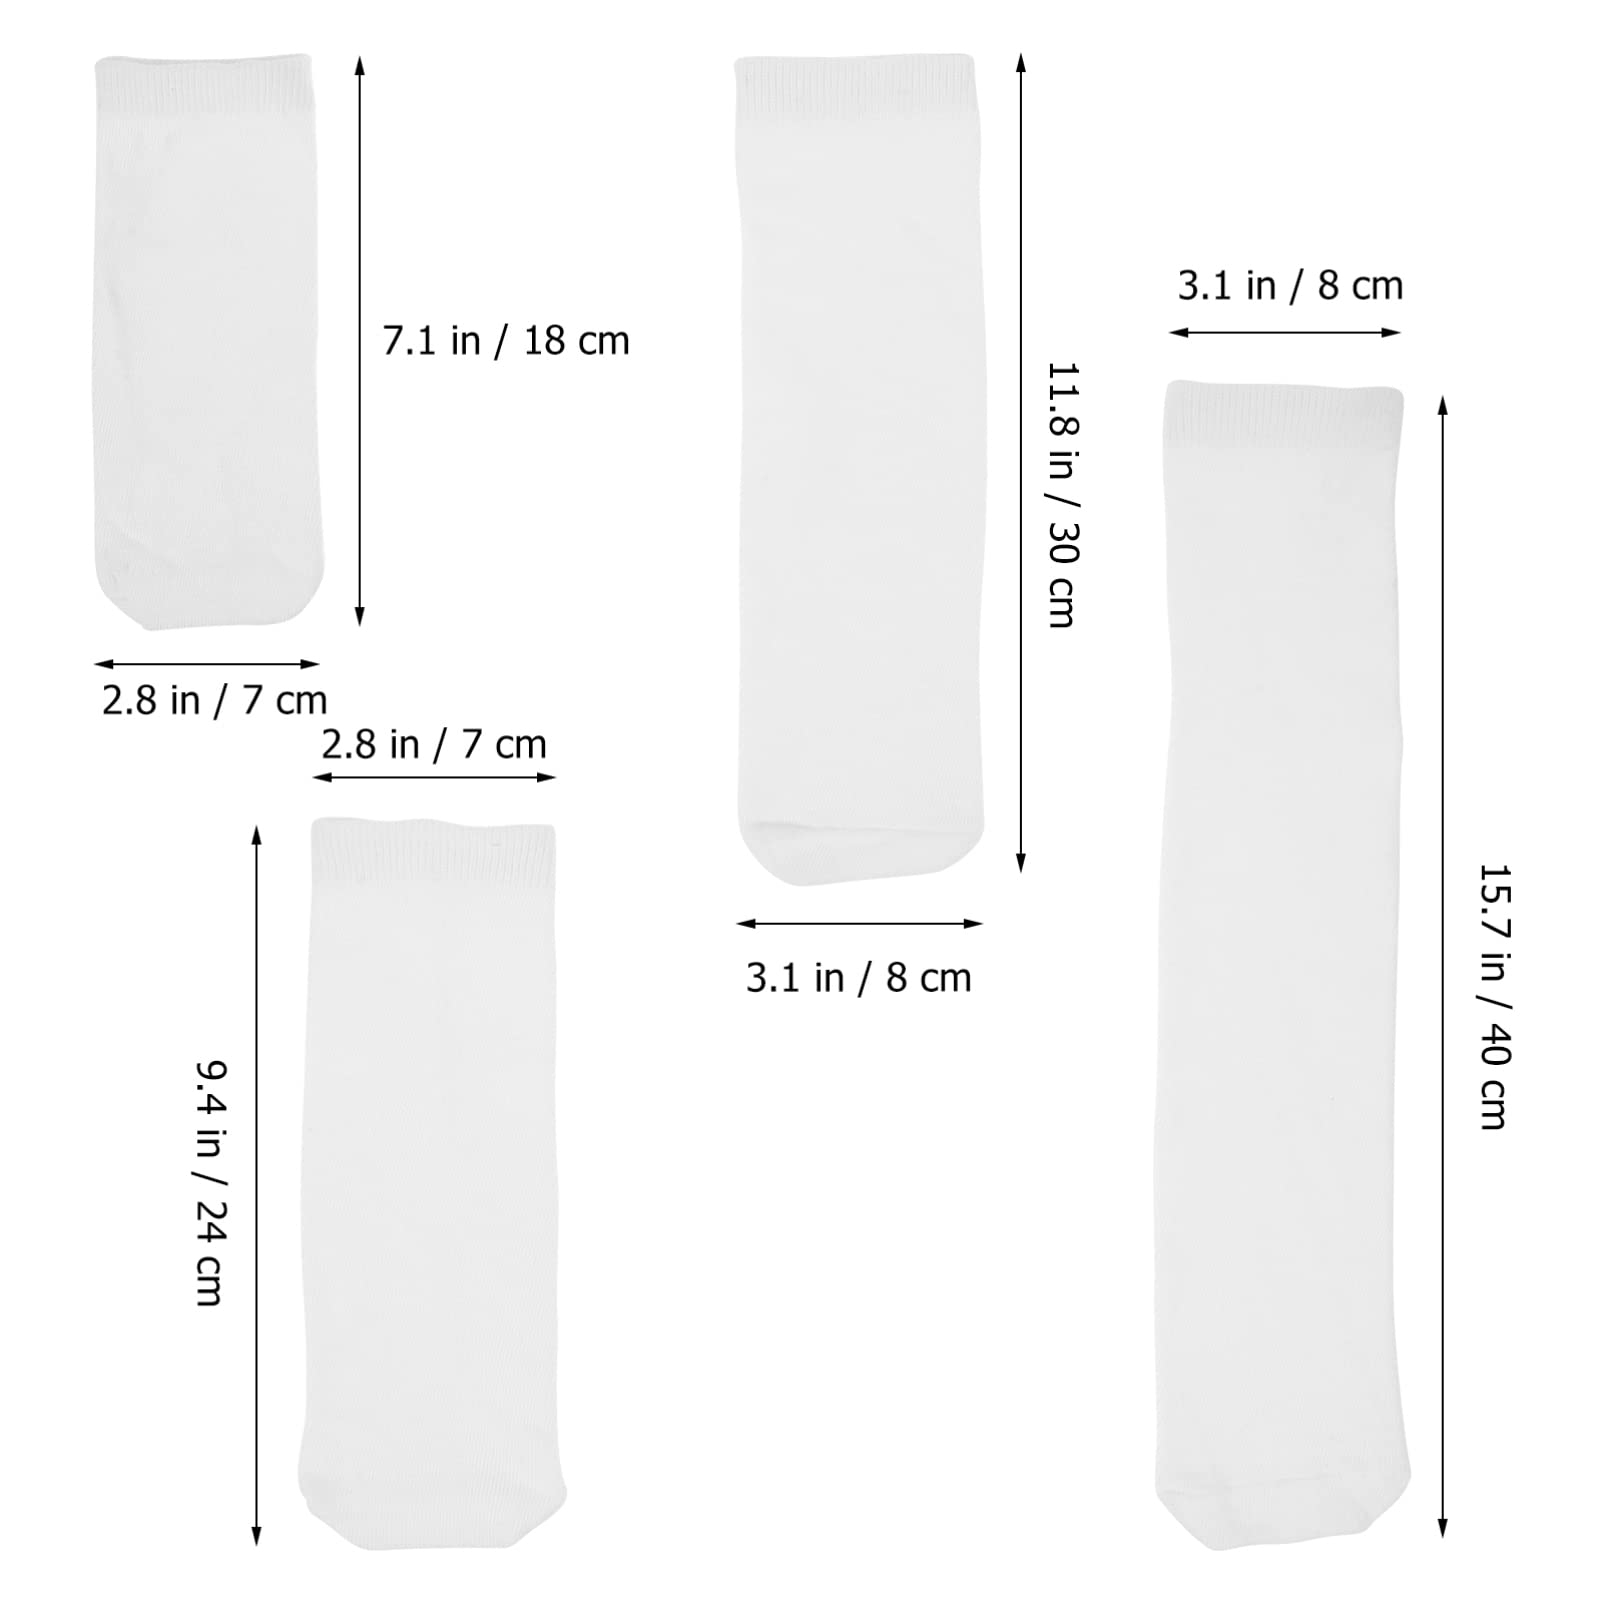 7.1 in / 18 cm
2.8 in / 7 cm
11.8 in / 30 cm
3.1 in / 8 cm
3.1 in / 8 cm
15.7 in / 40 cm
2.8 in / 7 cm
9.4 in / 24 cm